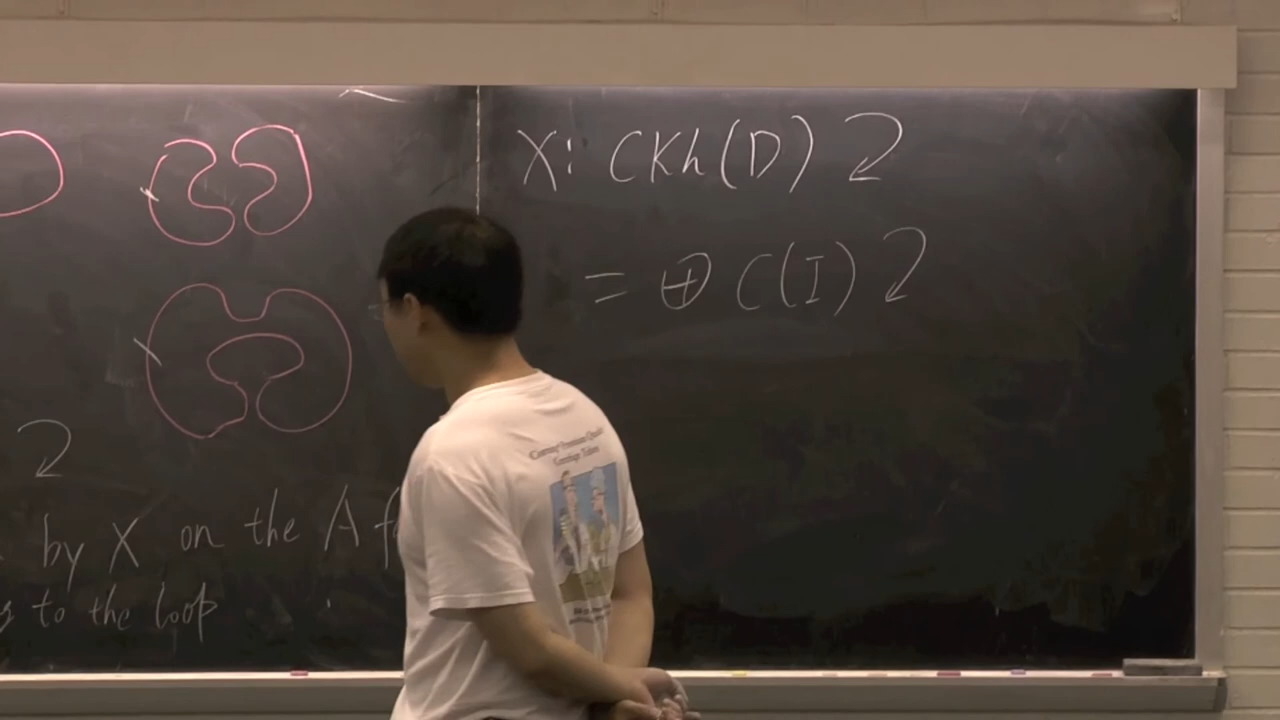 X: CKh(D)
= ⊕ C(I)
by X on the A
to the loop